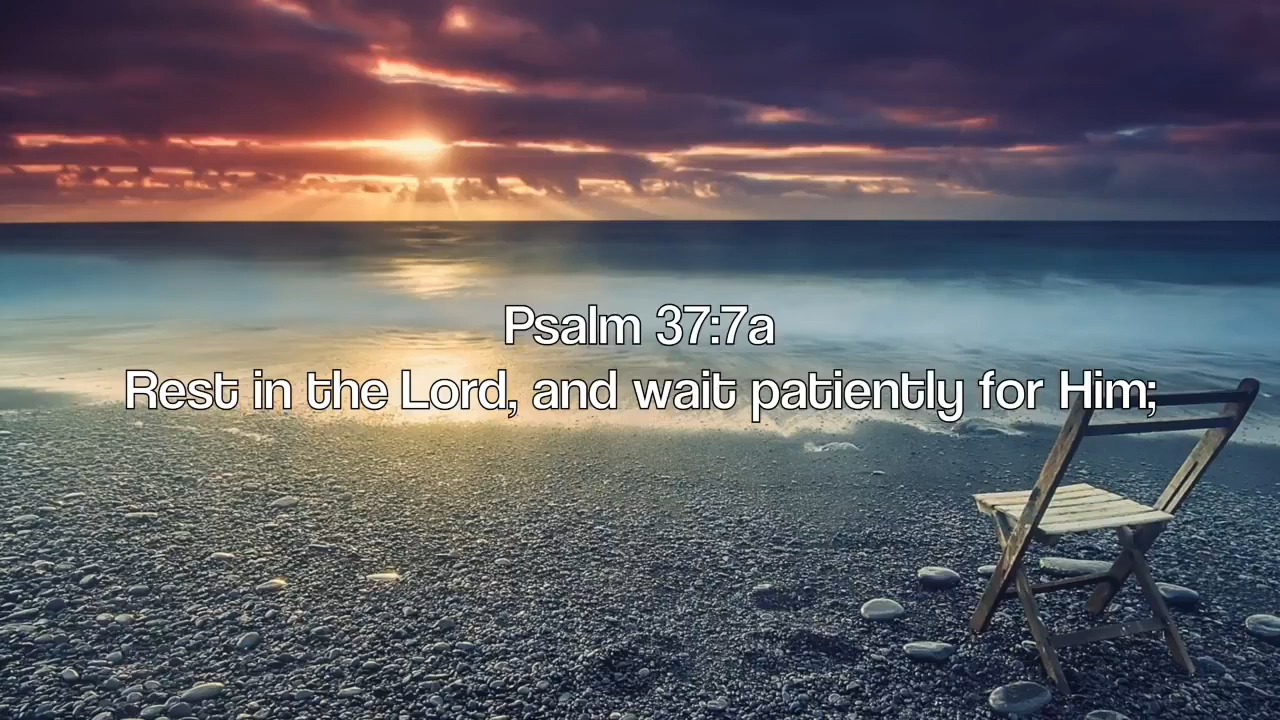 Psalm 37:7a
Rest in the Lord, and wait patiently for Him;